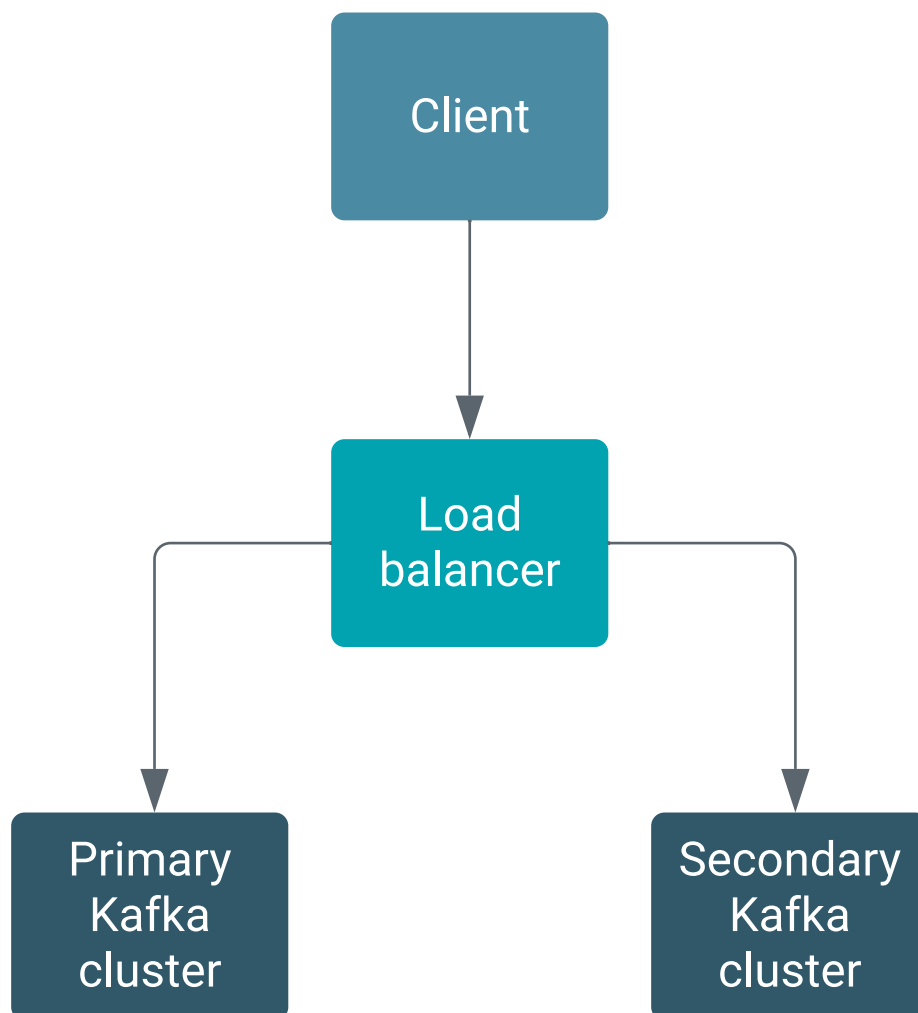 Client
Load
balancer
Primary
Kafka
cluster
Secondary
Kafka
cluster